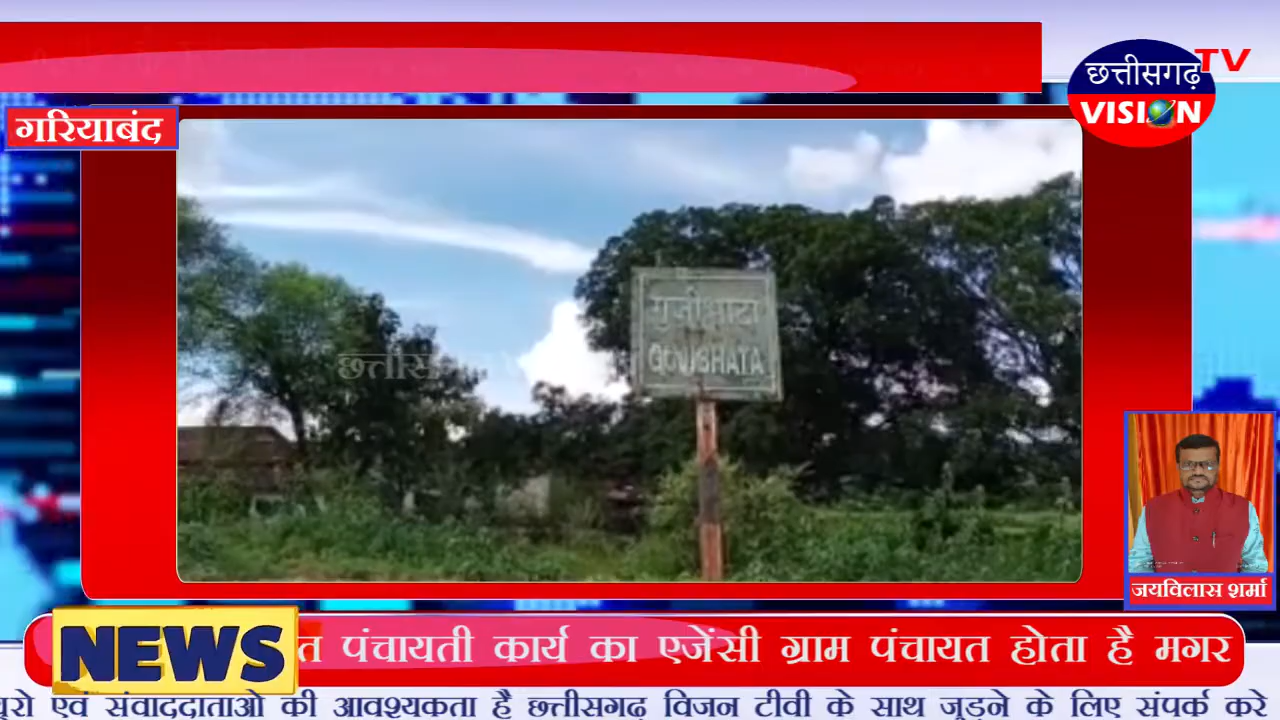 छत्तीसगढ़ TV
VISION
गरियाबंद
जयविलास शर्मा
NEWS
त पंचायती कार्य का एजेंसी ग्राम पंचायत होता है मगर
एवं संवाददाताओ की आवश्यकता है छत्तीसगढ़ विजन टीवी के साथ जुड़ने के लिए संपर्क करे